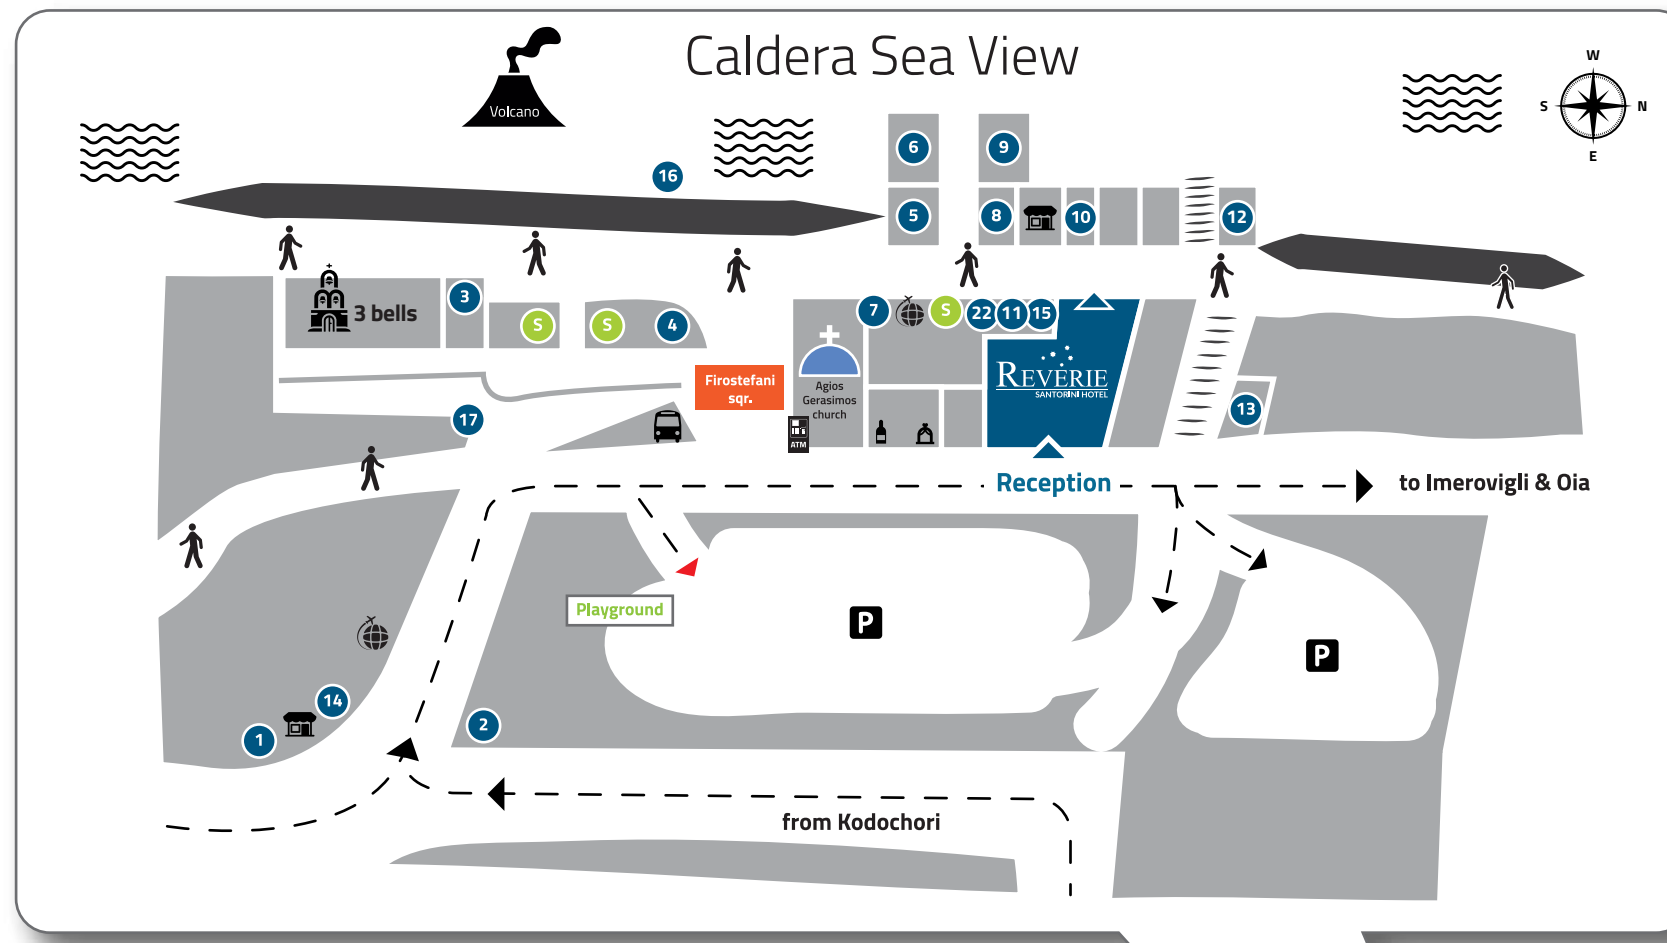 Caldera Sea View
Volcano
W
S
N
E
16
6
9
5
8
10
12
3
3 bells
S
S
4
7
S
22
11
15
Firostefani
sqr.
Agios
Gerasimos
church
ATM
REVERIE
SANTORINI HOTEL
13
17
Reception
to Imerovigli & Oia
Playground
P
P
14
1
2
from Kodochori